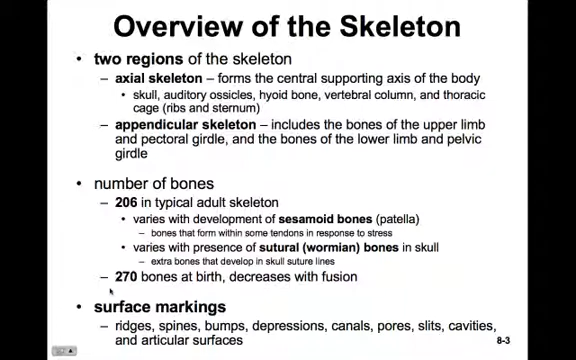 Overview of the Skeleton
• two regions of the skeleton
– axial skeleton – forms the central supporting axis of the body
• skull, auditory ossicles, hyoid bone, vertebral column, and thoracic
cage (ribs and sternum)
– appendicular skeleton – includes the bones of the upper limb
and pectoral girdle, and the bones of the lower limb and pelvic
girdle
• number of bones
– 206 in typical adult skeleton
• varies with development of sesamoid bones (patella)
– bones that form within some tendons in response to stress
• varies with presence of sutural (wormian) bones in skull
– extra bones that develop in skull suture lines
– 270 bones at birth, decreases with fusion
• surface markings
– ridges, spines, bumps, depressions, canals, pores, slits, cavities,
and articular surfaces
8-3